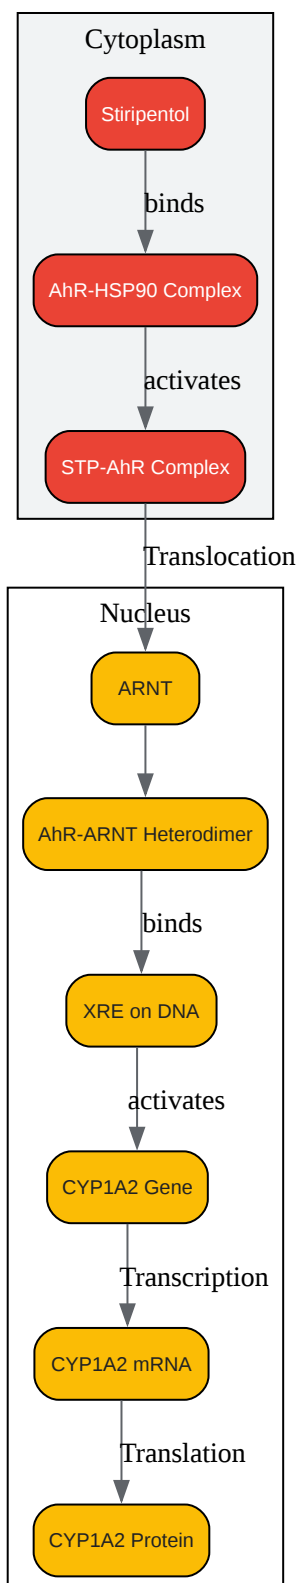 Cytoplasm
Stiripentol
binds
AhR-HSP90 Complex
activates
STP-AhR Complex
Translocation
Nucleus
ARNT
AhR-ARNT Heterodimer
binds
XRE on DNA
activates
CYP1A2 Gene
Transcription
CYP1A2 mRNA
Translation
CYP1A2 Protein